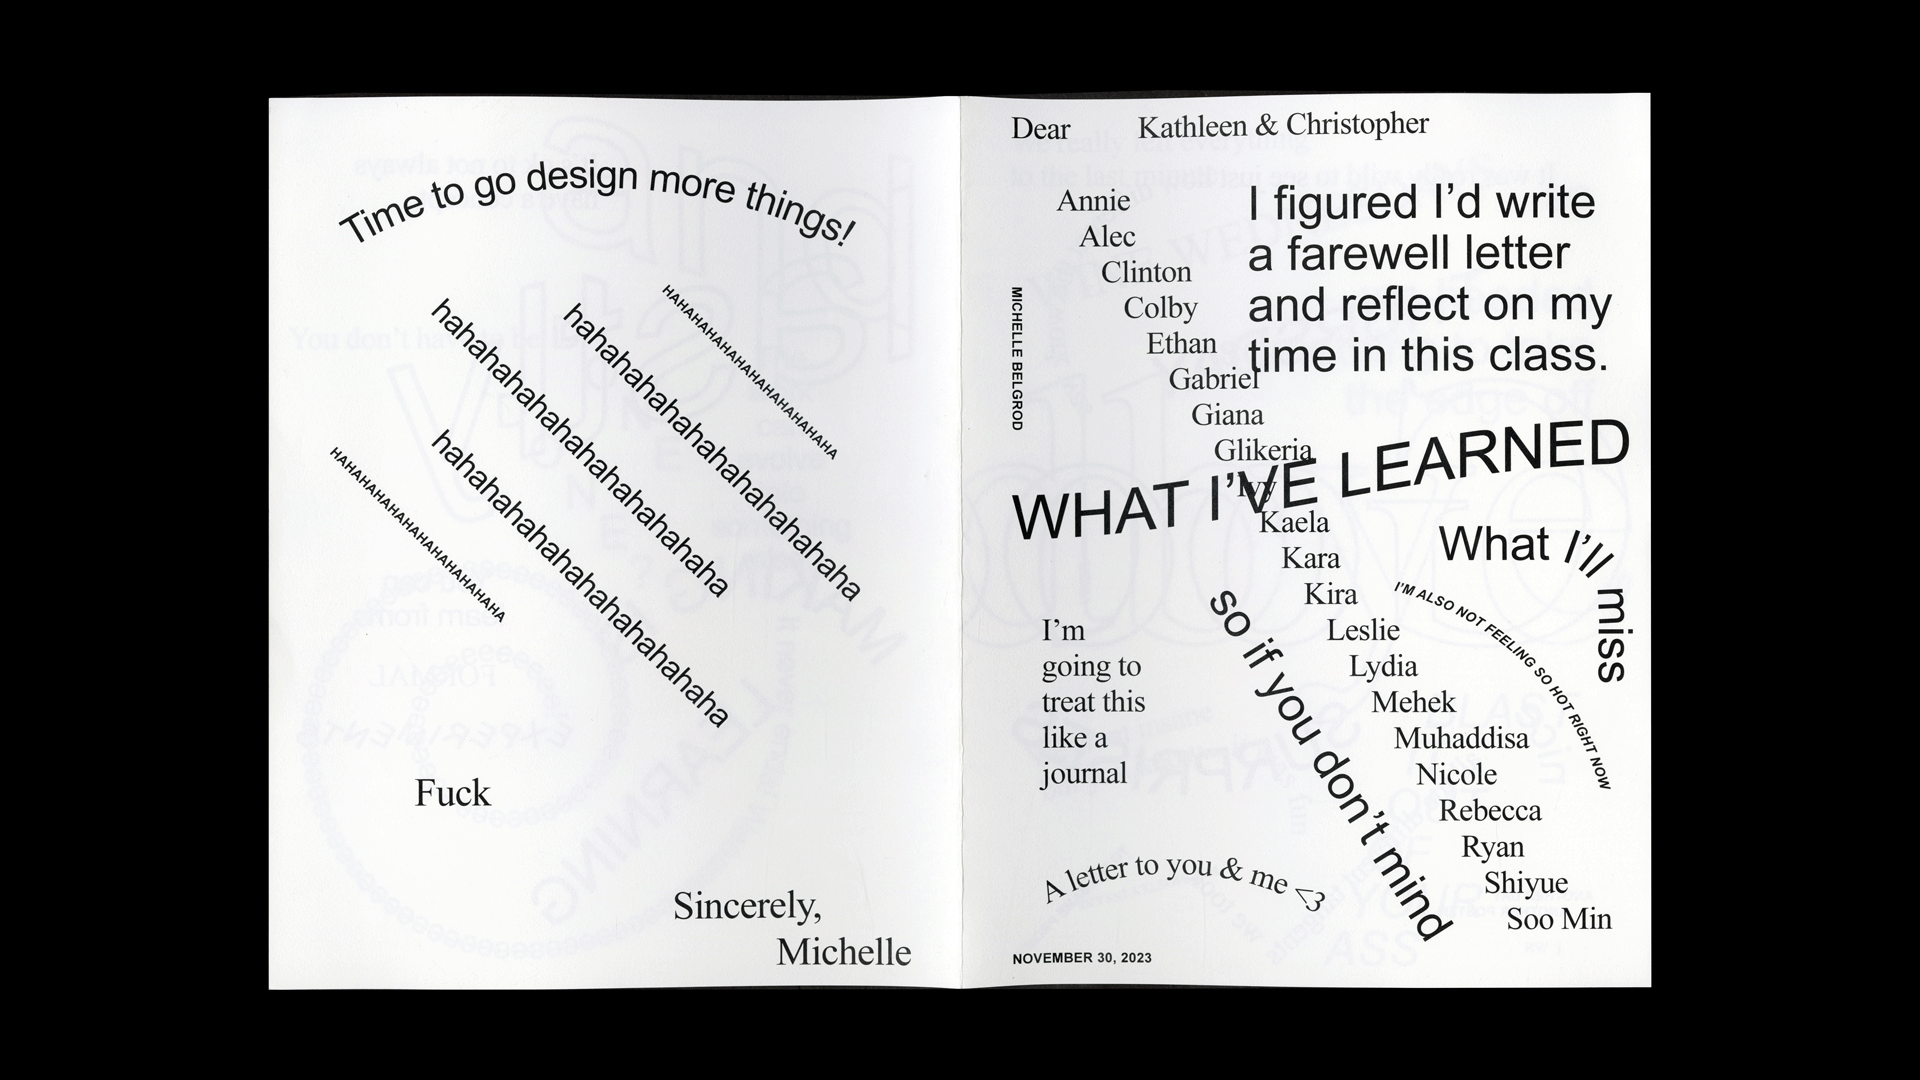 Time to go design more things!
HAHAHAHAHAHAHAHAHAHAHAHA
hahahahahahahahahahahahaha
hahahahahahahahahahahahaha
hahahahahahahahahahahahaha
HAHAHAHAHAHAHAHAHAHAHAHA
Fuck
Sincerely,
Michelle
Dear Kathleen & Christopher
Annie
Alec
Clinton
Colby
Ethan
Gabriel
Giana
Glikeria
Ivy
Kaela
Kara
Kira
Leslie
Lydia
Mehek
Muhaddisa
Nicole
Rebecca
Ryan
Shiyue
Soo Min
I figured I’d write
a farewell letter
and reflect on my
time in this class.
MICHELLE BELGROD
WHAT I’VE LEARNED
What I’ll miss
I’M ALSO NOT FEELING SO HOT RIGHT NOW
so if you don’t mind
I’m
going to
treat this
like a
journal
A letter to you & me <3
NOVEMBER 30, 2023